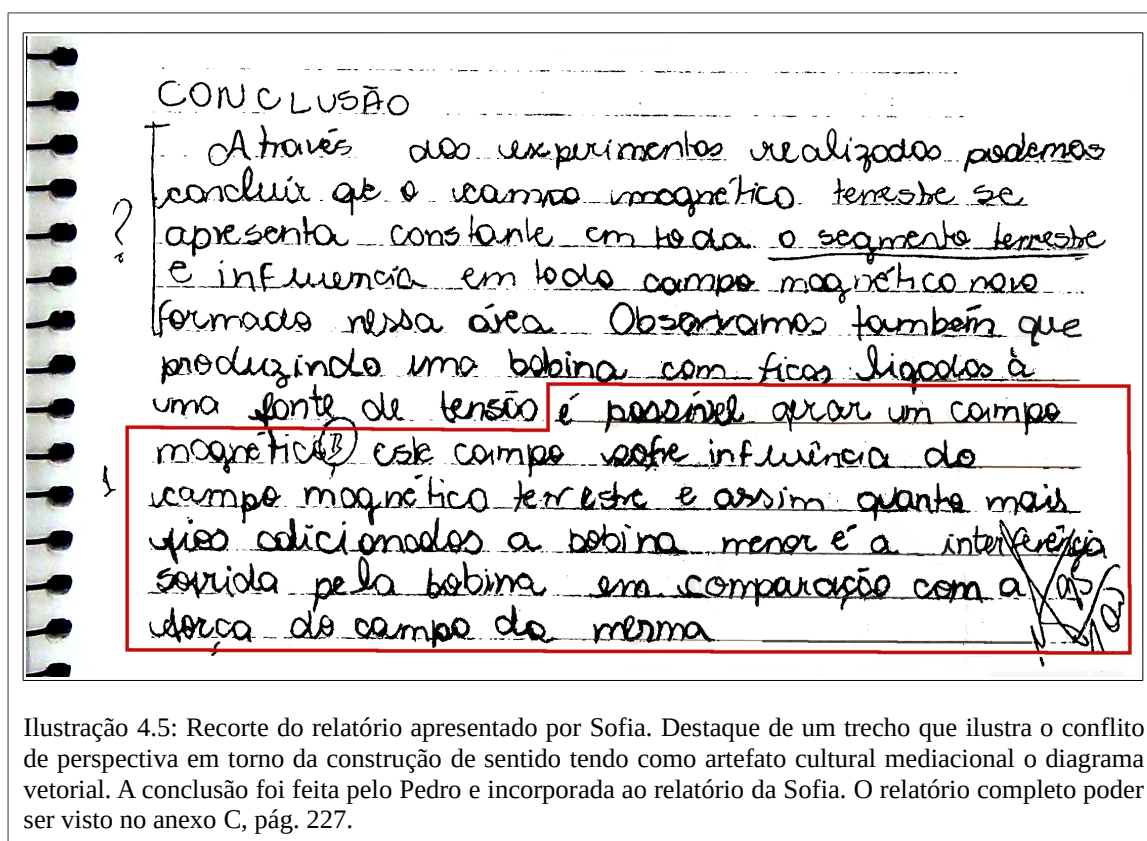 CONCLUSÃO
Através dos experimentos realizados podemos
concluir qe o campo magnético terreste se
? apresenta constante em toda o segmento terreste
e influencia em todo campo magnético novo
formado nessa área Observamos também que
produzindo uma bobina com fios ligados à
uma fonte de tensão é possível gerar um campo
magnético B este campo sofre influência do
1 campo magnético terrestre e assim quanto mais
fios adicionados a bobina menor é a interferência
sofrida pela bobina em comparação com a
força do campo da mesma
Ilustração 4.5: Recorte do relatório apresentado por Sofia. Destaque de um trecho que ilustra o conflito
de perspectiva em torno da construção de sentido tendo como artefato cultural mediacional o diagrama
vetorial. A conclusão foi feita pelo Pedro e incorporada ao relatório da Sofia. O relatório completo poder
ser visto no anexo C, pág. 227.